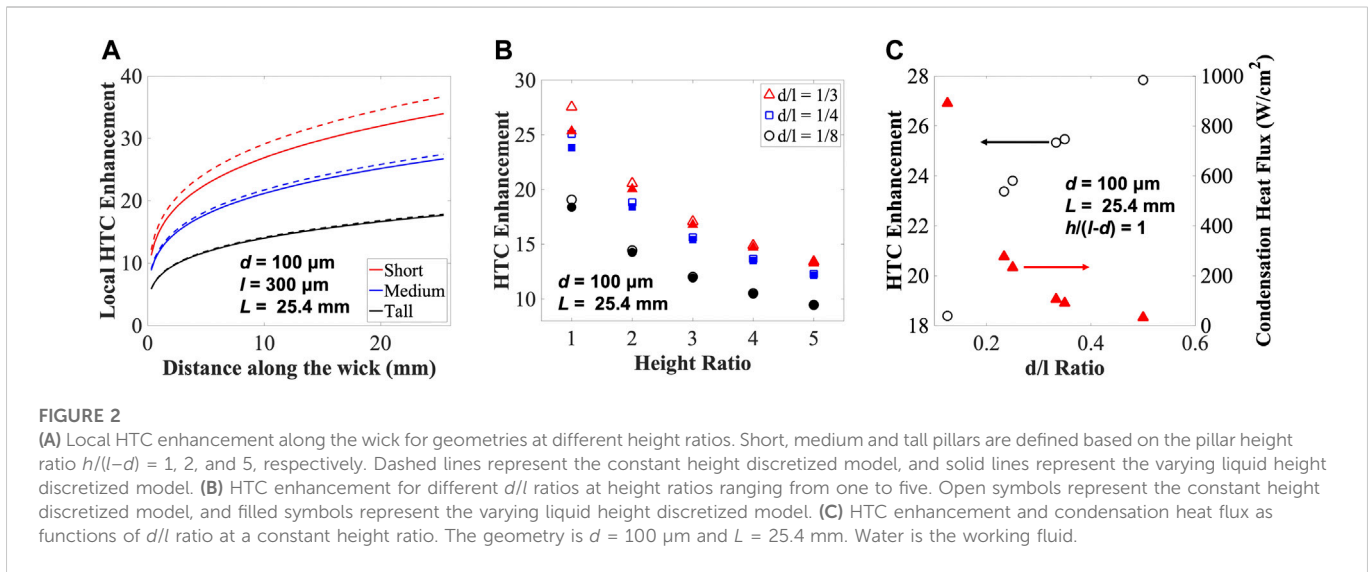 A
Local HTC Enhancement
40
30
20
10
0
0
10
20
Distance along the wick (mm)
d = 100 μm
l = 300 μm
L = 25.4 mm
Short
Medium
Tall
B
HTC Enhancement
30
25
20
15
10
1
2
3
4
5
Height Ratio
d/l = 1/3
d/l = 1/4
d/l = 1/8
d = 100 μm
L = 25.4 mm
C
HTC Enhancement
28
26
24
22
20
18
0.2
0.4
0.6
d/l Ratio
d = 100 μm
L = 25.4 mm
h/(l-d) = 1
1000
800
600
400
200
0
Condensation Heat Flux (W/cm²)
FIGURE 2
(A) Local HTC enhancement along the wick for geometries at different height ratios. Short, medium and tall pillars are defined based on the pillar height
ratio h/(l–d) = 1, 2, and 5, respectively. Dashed lines represent the constant height discretized model, and solid lines represent the varying liquid height
discretized model. (B) HTC enhancement for different d/l ratios at height ratios ranging from one to five. Open symbols represent the constant height
discretized model, and filled symbols represent the varying liquid height discretized model. (C) HTC enhancement and condensation heat flux as
functions of d/l ratio at a constant height ratio. The geometry is d = 100 μm and L = 25.4 mm. Water is the working fluid.